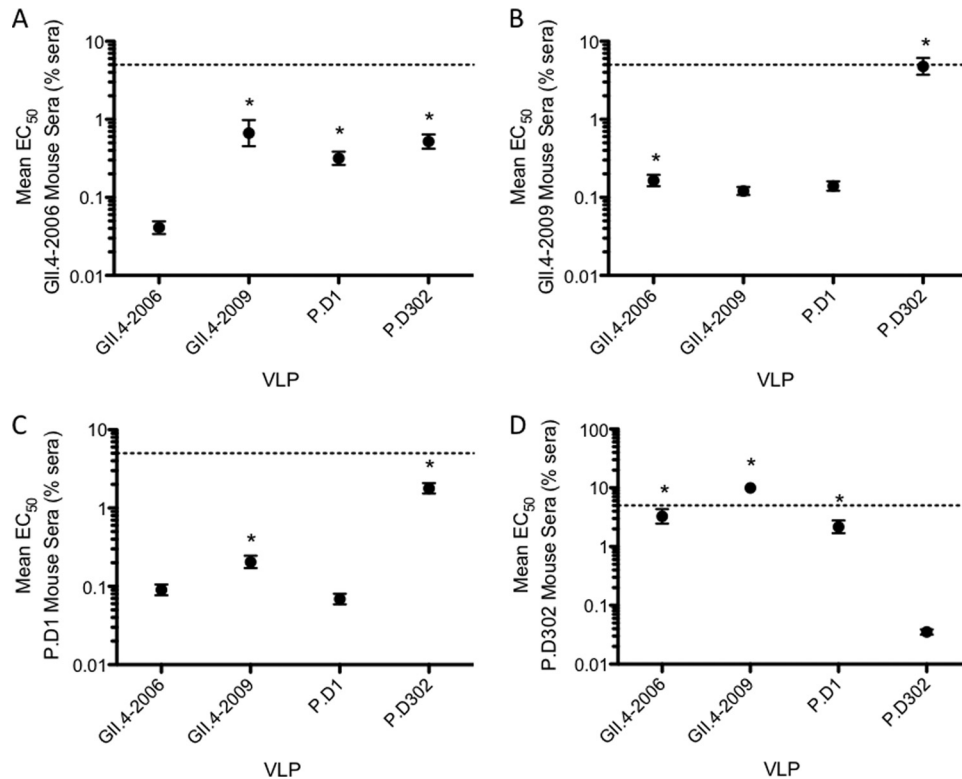 A
Mean EC50
GII.4-2006 Mouse Sera (% sera)
10
1
0.1
0.01
*
*
*
GII.4-2006
GII.4-2009
P.D1
P.D302
VLP
B
Mean EC50
GII.4-2009 Mouse Sera (% sera)
10
1
0.1
0.01
*
*
GII.4-2006
GII.4-2009
P.D1
P.D302
VLP
C
Mean EC50
P.D1 Mouse Sera (% sera)
10
1
0.1
0.01
*
*
GII.4-2006
GII.4-2009
P.D1
P.D302
VLP
D
Mean EC50
P.D302 Mouse Sera (% sera)
100
10
1
0.1
0.01
*
*
*
GII.4-2006
GII.4-2009
P.D1
P.D302
VLP